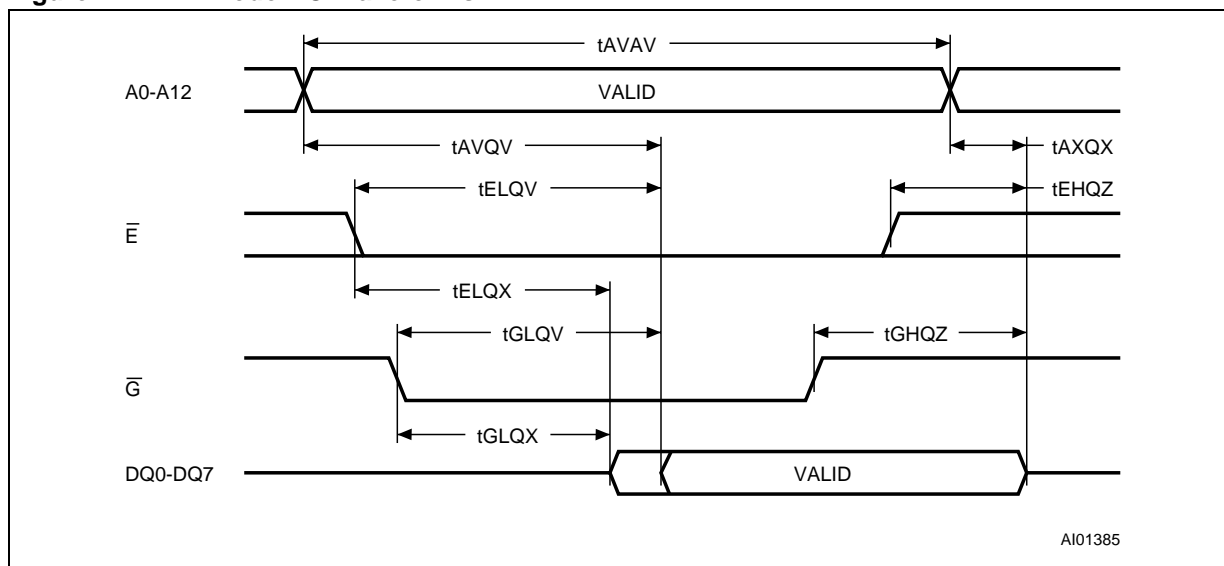 tAVAV
A0-A12
VALID
tAVQV
tAXQX
tELQV
tEHQZ
E̅
tELQX
tGLQV
tGHQZ
G̅
tGLQX
DQ0-DQ7
VALID
AI01385